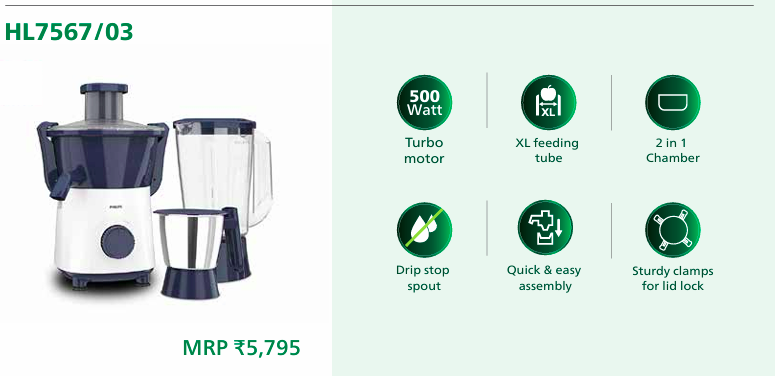 HL7567/03
PHILIPS
MRP ₹5,795
500
Watt
Turbo
motor
XL
XL feeding
tube
2 in 1
Chamber
Drip stop
spout
Quick & easy
assembly
Sturdy clamps
for lid lock